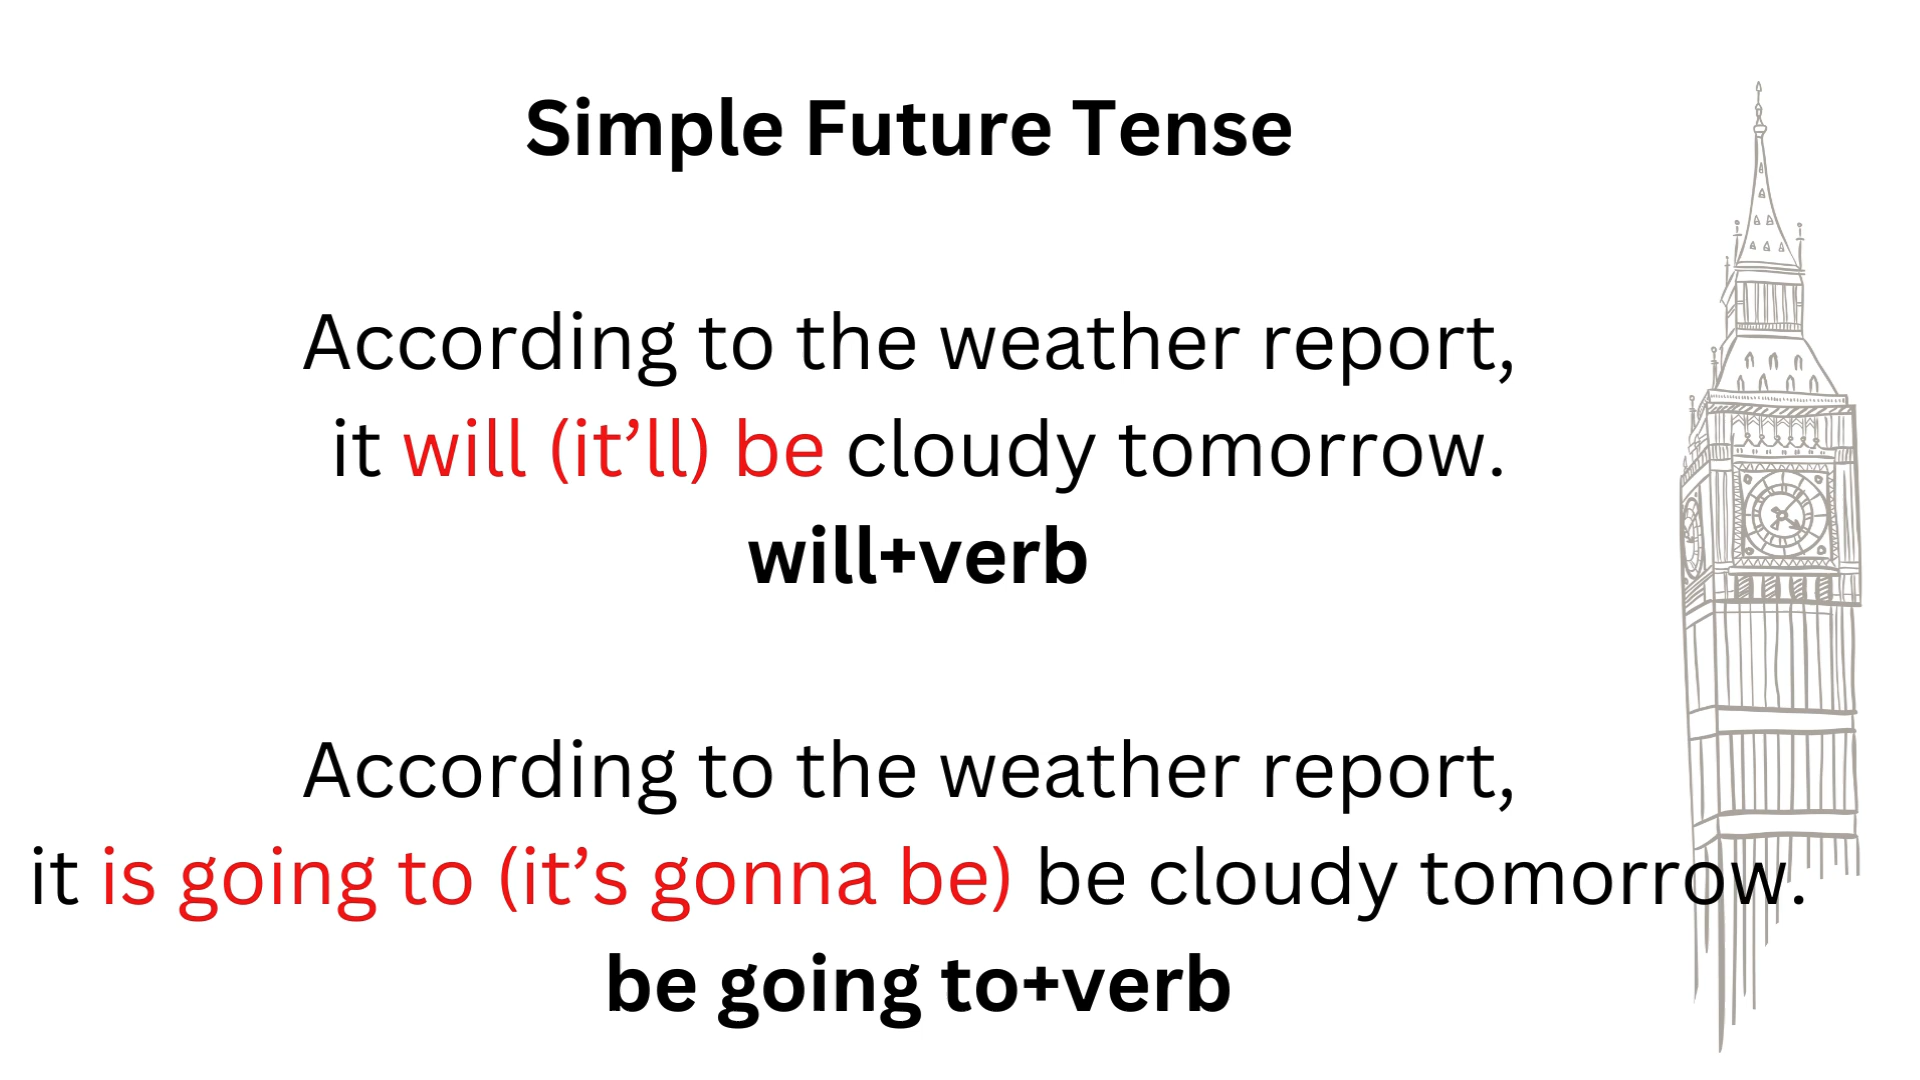 Simple Future Tense
According to the weather report,
it will (it’ll) be cloudy tomorrow.
will+verb
According to the weather report,
it is going to (it’s gonna be) be cloudy tomorrow.
be going to+verb